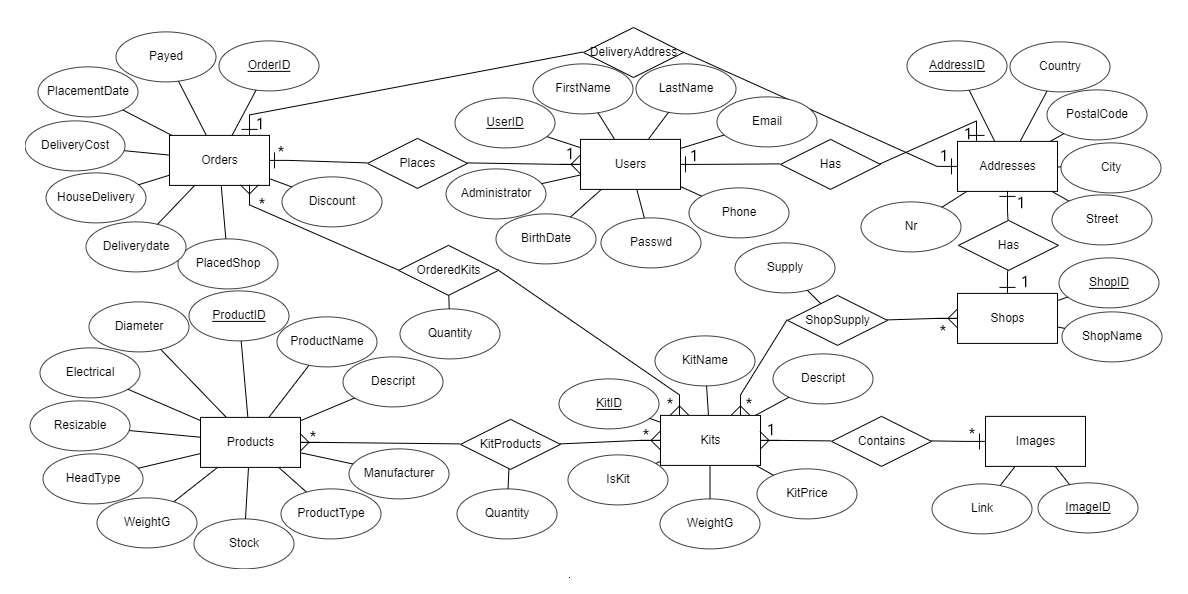 DeliveryAddress
Payed
OrderID
AddressID
Country
PlacementDate
FirstName
LastName
PostalCode
UserID
Email
1
1
DeliveryCost
Orders
*
Places
1
Users
1
Has
1
Addresses
City
HouseDelivery
Discount
*
Administrator
Phone
1
Street
Nr
Deliverydate
PlacedShop
BirthDate
Passwd
Has
OrderedKits
Supply
1
ShopID
ProductID
Diameter
ProductName
Quantity
ShopSupply
*
Shops
ShopName
Electrical
Descript
KitName
Descript
KitID
*
*
Resizable
Products
*
KitProducts
*
Kits
1
Contains
*
Images
HeadType
Manufacturer
IsKit
KitPrice
WeightG
ProductType
Quantity
WeightG
Link
ImageID
Stock
.